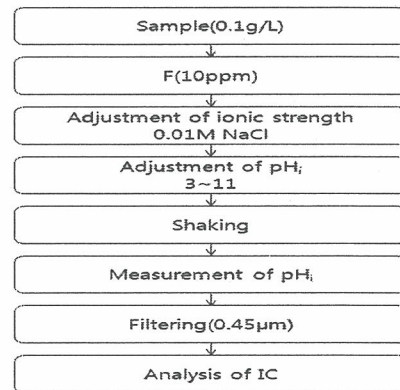 Sample(0.1g/L)
F(10ppm)
Adjustment of ionic strength
0.01M NaCl
Adjustment of pHᵢ
3~11
Shaking
Measurement of pHᵢ
Filtering(0.45μm)
Analysis of IC